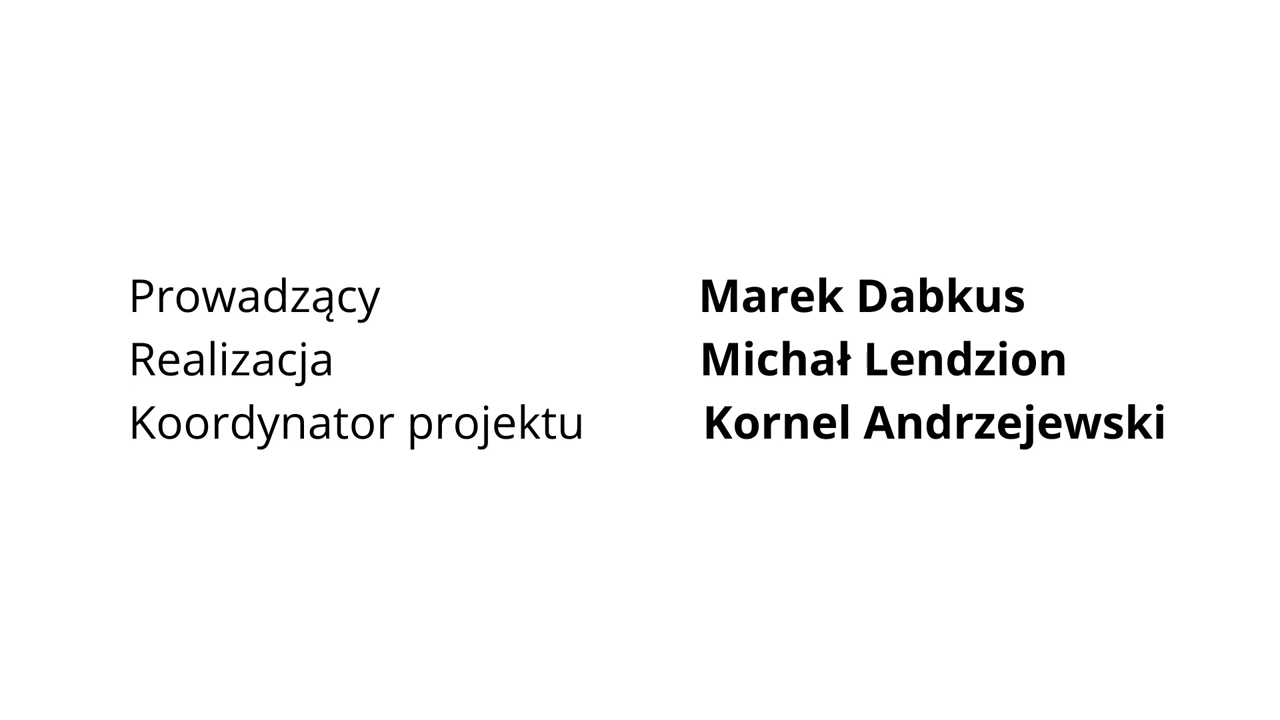 Prowadzący Marek Dabkus
Realizacja Michał Lendzion
Koordynator projektu Kornel Andrzejewski